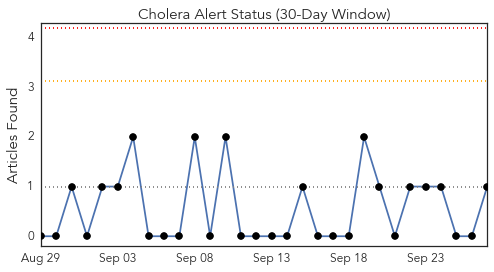 Cholera Alert Status (30-Day Window)
Articles Found
4
3
2
1
0
Aug 29 Sep 03 Sep 08 Sep 13 Sep 18 Sep 23